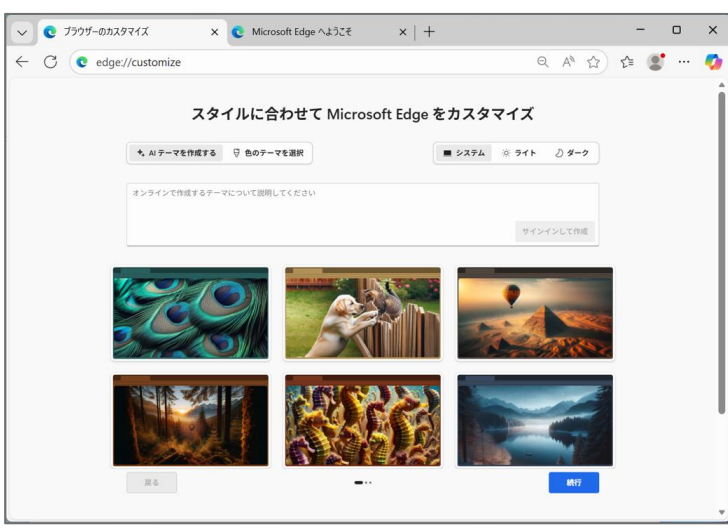 ブラウザーのカスタマイズ
Microsoft Edge へようこそ
edge://customize
スタイルに合わせて Microsoft Edge をカスタマイズ
AI テーマを作成する
色のテーマを選択
システム
ライト
ダーク
オンラインで作成するテーマについて説明してください
サインインして作成
戻る
続行